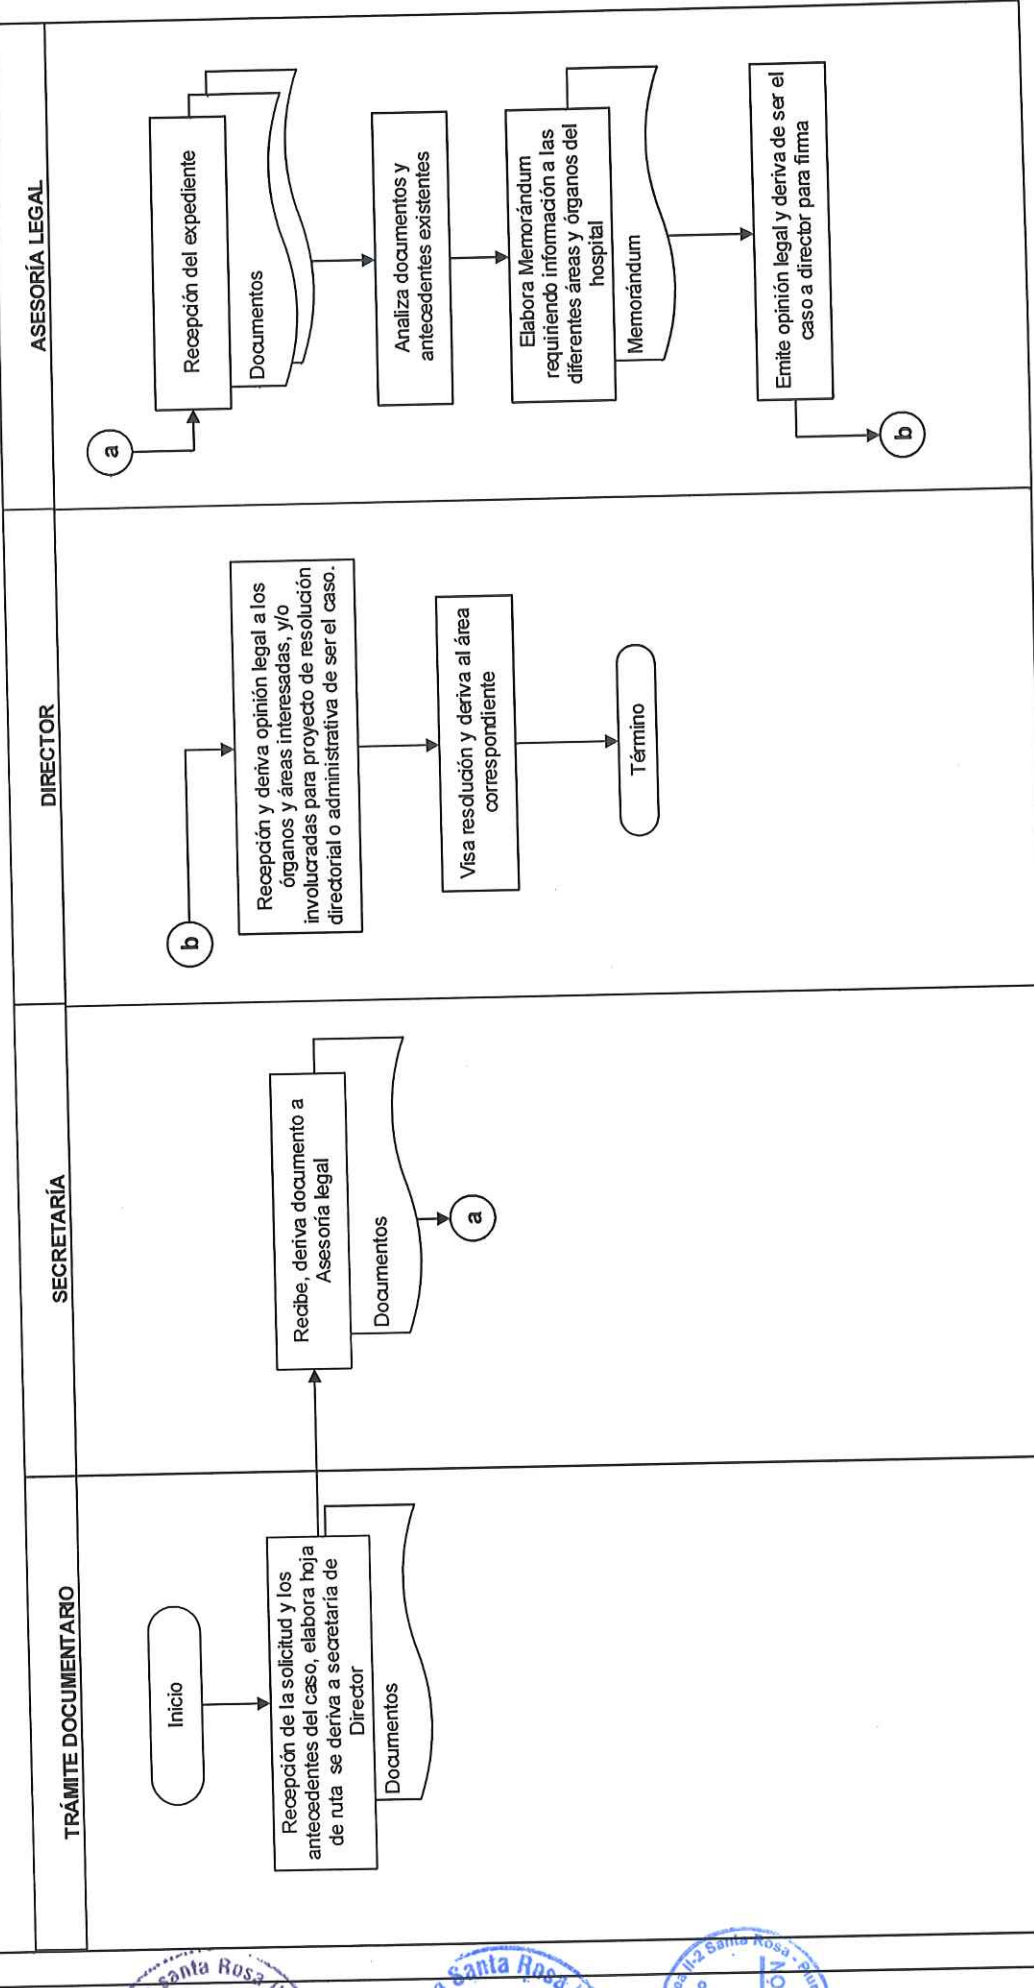 TRÁMITE DOCUMENTARIO
SECRETARÍA
DIRECTOR
ASESORÍA LEGAL
Inicio
Recepción de la solicitud y los
antecedentes del caso, elabora hoja
de ruta se deriva a secretaría de
Director
Documentos
Recibe, deriva documento a
Asesoría legal
Documentos
a
b
Recepción y deriva opinión legal a los
órganos y áreas interesadas, y/o
involucradas para proyecto de resolución
directorial o administrativa de ser el caso.
Visa resolución y deriva al área
correspondiente
Término
a
Recepción del expediente
Documentos
Analiza documentos y
antecedentes existentes
Elabora Memorándum
requiriendo información a las
diferentes áreas y órganos del
hospital
Memorándum
Emite opinión legal y deriva de ser el
caso a director para firma
b
Santa Rosa
Santa Rosa
II-2 Santa Rosa